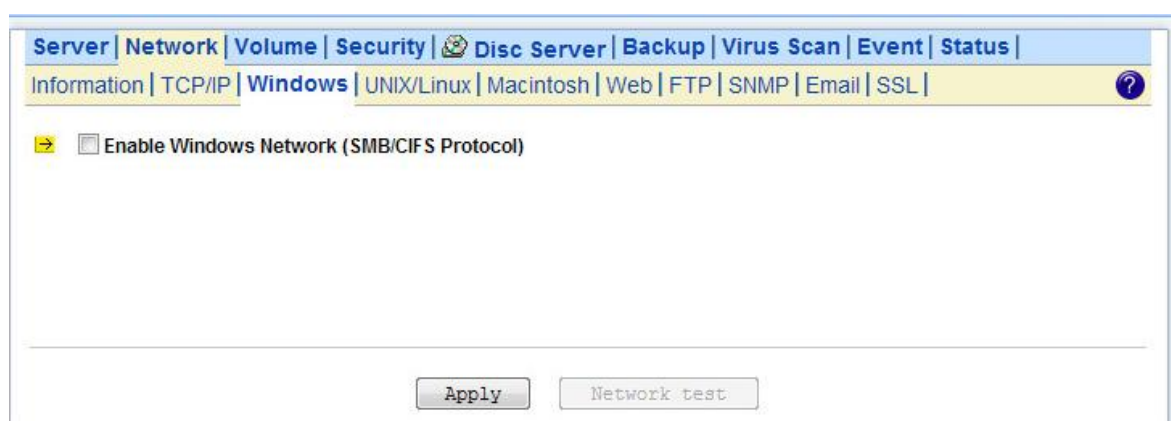 Server | Network | Volume | Security | Disc Server | Backup | Virus Scan | Event | Status |
Information | TCP/IP | Windows | UNIX/Linux | Macintosh | Web | FTP | SNMP | Email | SSL | ?
Enable Windows Network (SMB/CIFS Protocol)
Apply Network test